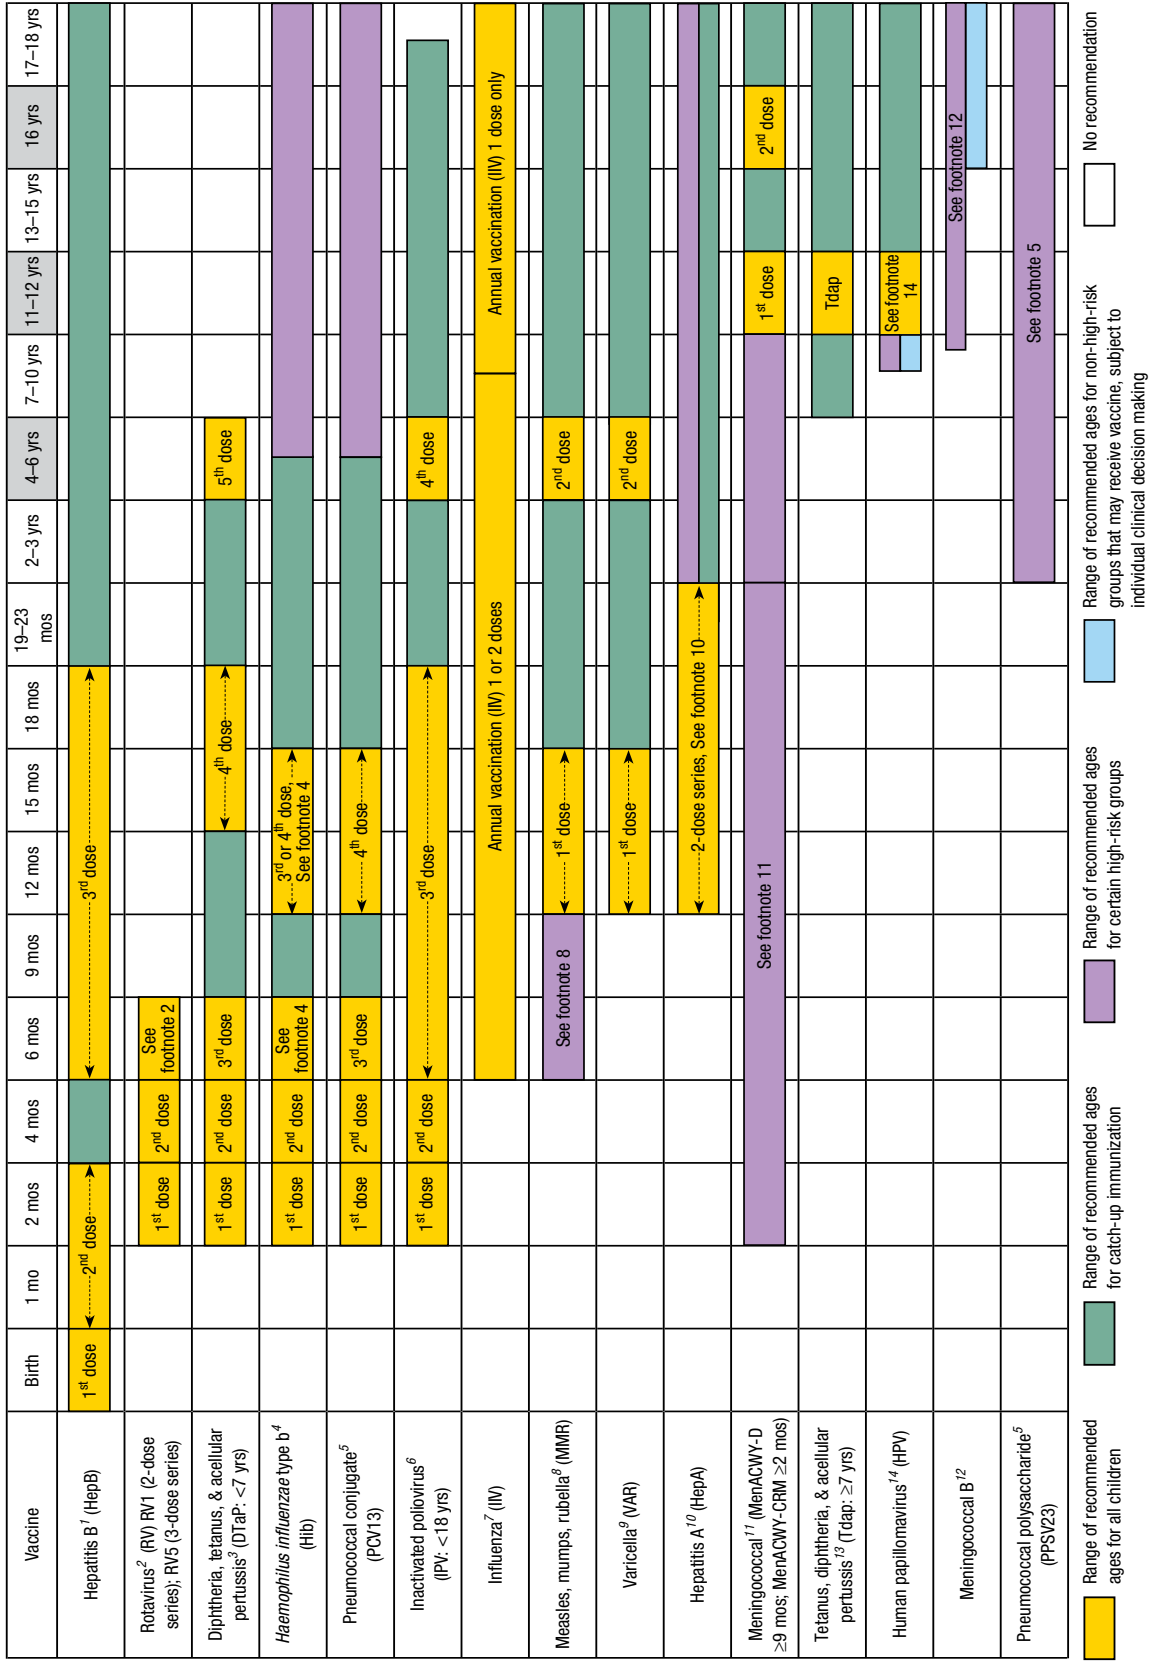 Vaccine
Birth
1 mo
2 mos
4 mos
6 mos
9 mos
12 mos
15 mos
18 mos
19–23
mos
2–3 yrs
4–6 yrs
7–10 yrs
11–12 yrs
13–15 yrs
16 yrs
17–18 yrs
Hepatitis B1 (HepB)
1st dose
2nd dose
3rd dose
Rotavirus2 (RV) RV1 (2-dose
series); RV5 (3-dose series)
1st dose
2nd dose
See
footnote 2
Diphtheria, tetanus, & acellular
pertussis3 (DTaP: <7 yrs)
1st dose
2nd dose
3rd dose
4th dose
5th dose
Haemophilus influenzae type b4
(Hib)
1st dose
2nd dose
See
footnote 4
3rd or 4th dose,
See footnote 4
Pneumococcal conjugate5
(PCV13)
1st dose
2nd dose
3rd dose
4th dose
Inactivated poliovirus6
(IPV: <18 yrs)
1st dose
2nd dose
3rd dose
4th dose
Influenza7 (IIV)
Annual vaccination (IIV) 1 or 2 doses
Annual vaccination (IIV) 1 dose only
Measles, mumps, rubella8 (MMR)
See footnote 8
1st dose
2nd dose
Varicella9 (VAR)
1st dose
2nd dose
Hepatitis A10 (HepA)
2-dose series, See footnote 10
Meningococcal11 (MenACWY-D
≥9 mos; MenACWY-CRM ≥2 mos)
See footnote 11
1st dose
2nd dose
Tetanus, diphtheria, & acellular
pertussis13 (Tdap: ≥7 yrs)
Tdap
Human papillomavirus14 (HPV)
See footnote
14
Meningococcal B12
See footnote 12
Pneumococcal polysaccharide5
(PPSV23)
See footnote 5
Range of recommended
ages for all children
Range of recommended ages
for catch-up immunization
Range of recommended ages
for certain high-risk groups
Range of recommended ages for non-high-risk
groups that may receive vaccine, subject to
individual clinical decision making
No recommendation